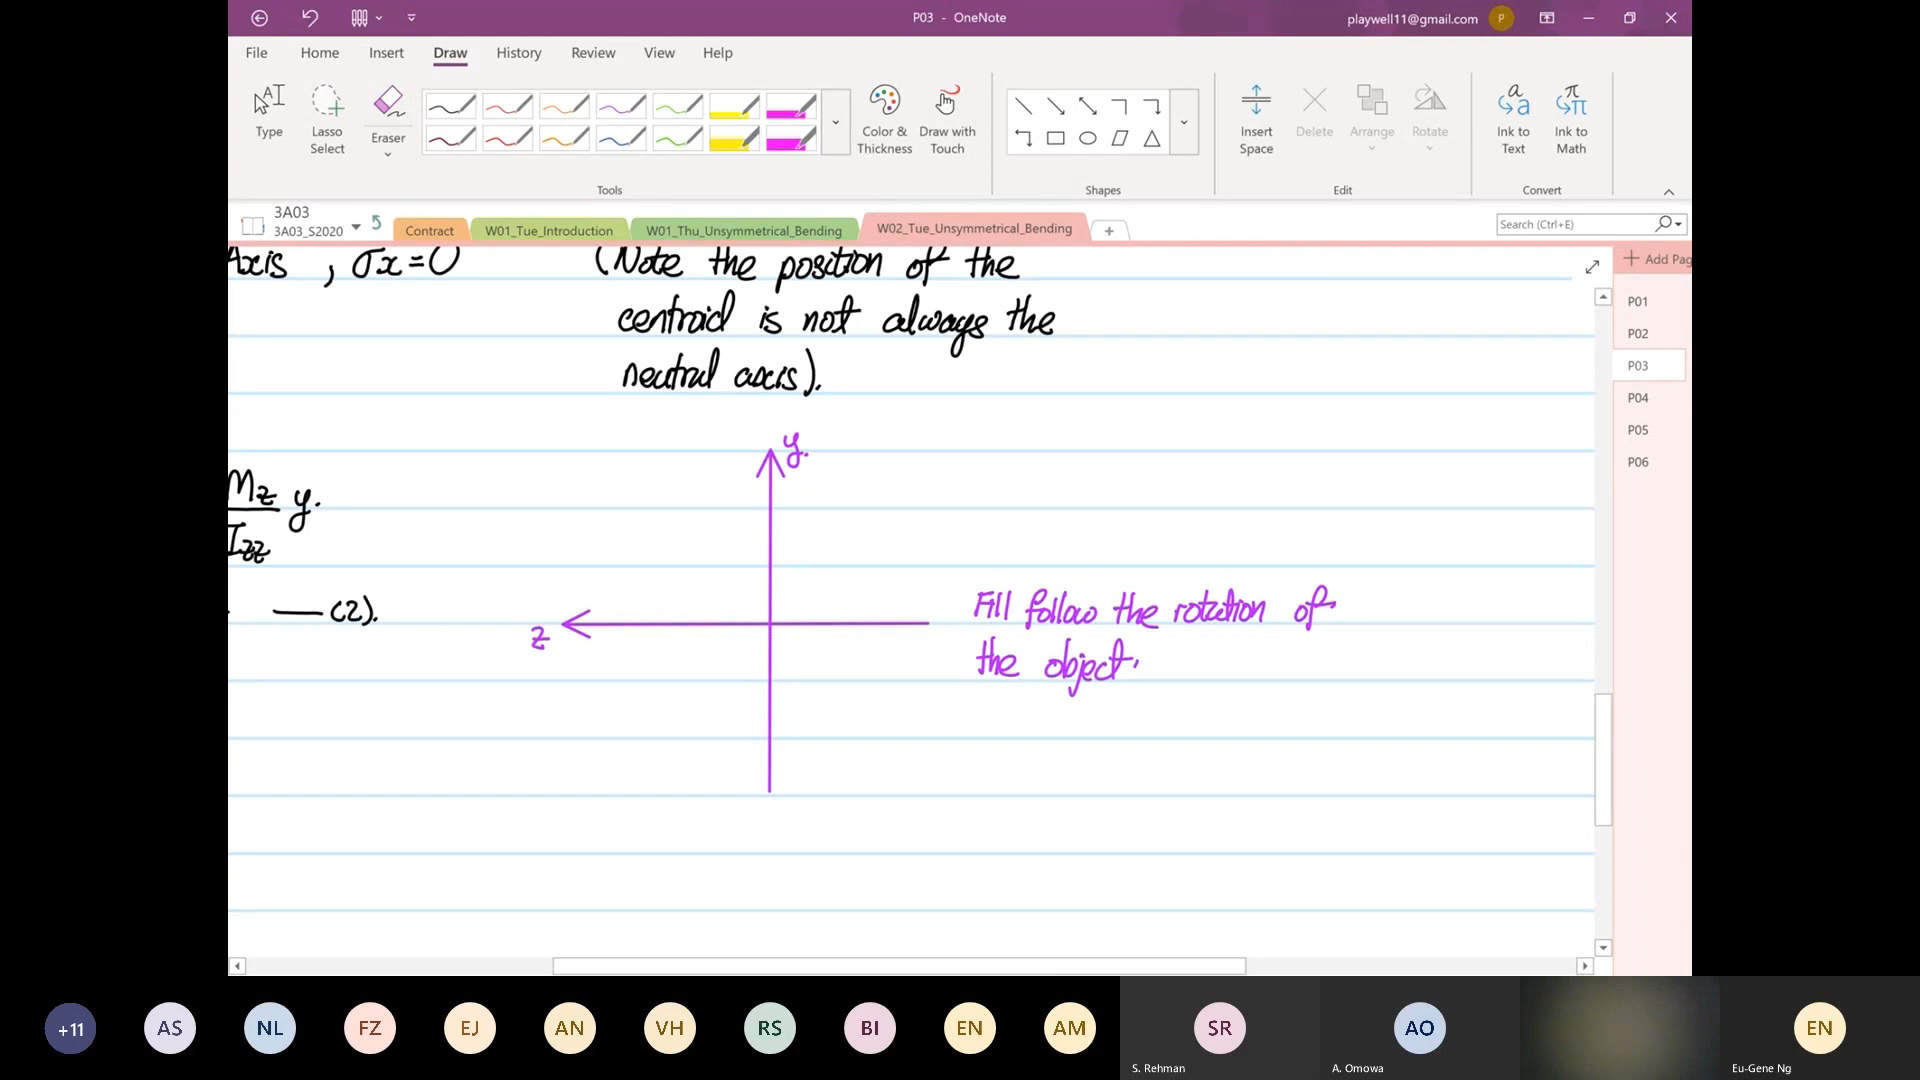 P03 - OneNote
playwell11@gmail.com
P
File Home Insert Draw History Review View Help
Type
Lasso Select
Eraser
Color & Thickness
Draw with Touch
Insert Space
Delete
Arrange
Rotate
Ink to Text
Ink to Math
Tools
Shapes
Edit
Convert
3A03
3A03_S2020
Contract
W01_Tue_Introduction
W01_Thu_Unsymmetrical_Bending
W02_Tue_Unsymmetrical_Bending
Search (Ctrl+E)
Add Pag
P01
P02
P03
P04
P05
P06
Axis , σx=0
(Note the position of the
centroid is not always the
neutral axis).
Mz
y.
Izz
—(2).
y.
z
Fill follow the rotation of
the object.
+11 AS NL FZ EJ AN VH RS BI EN AM SR AO EN
S. Rehman
A. Omowa
Eu-Gene Ng